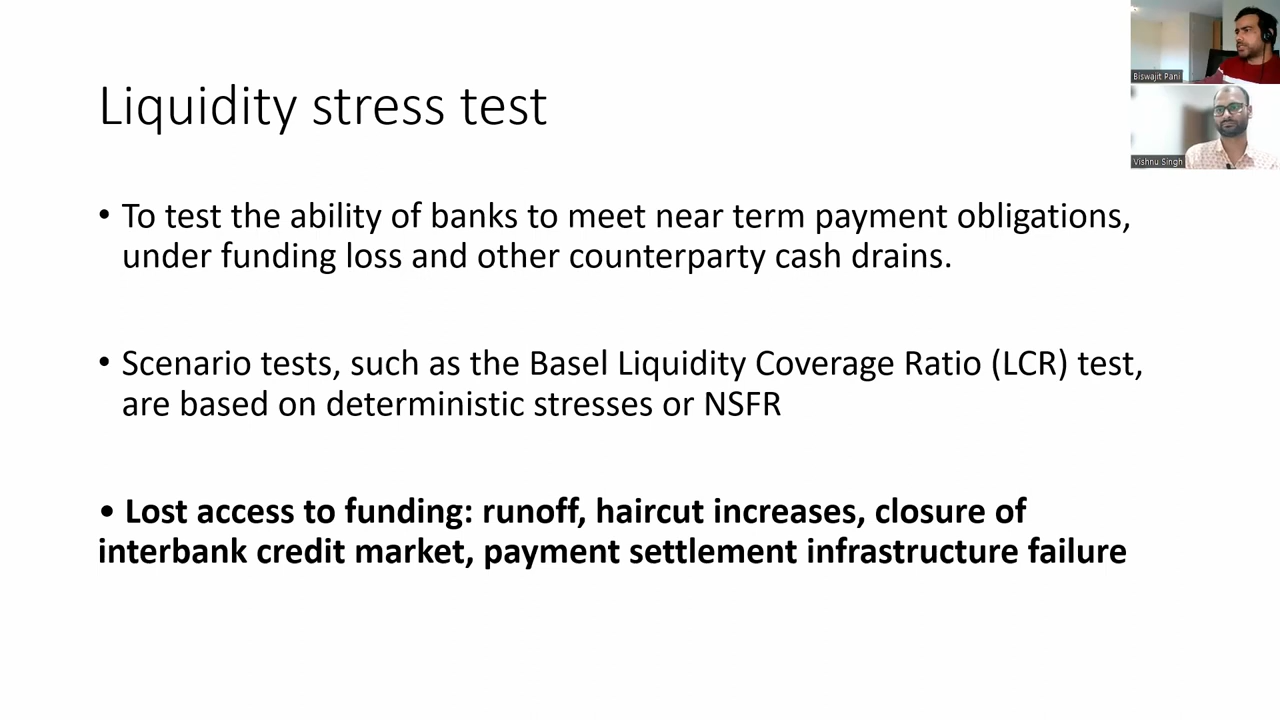 Liquidity stress test
Biswajit Pani
Vishnu Singh
• To test the ability of banks to meet near term payment obligations,
under funding loss and other counterparty cash drains.
• Scenario tests, such as the Basel Liquidity Coverage Ratio (LCR) test,
are based on deterministic stresses or NSFR
• Lost access to funding: runoff, haircut increases, closure of
interbank credit market, payment settlement infrastructure failure